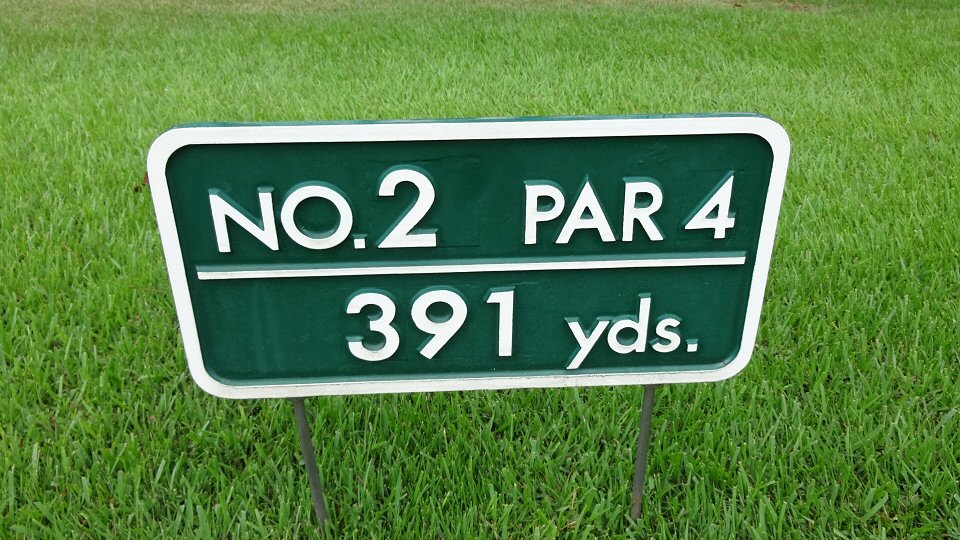 NO.2 PAR 4
391 yds.